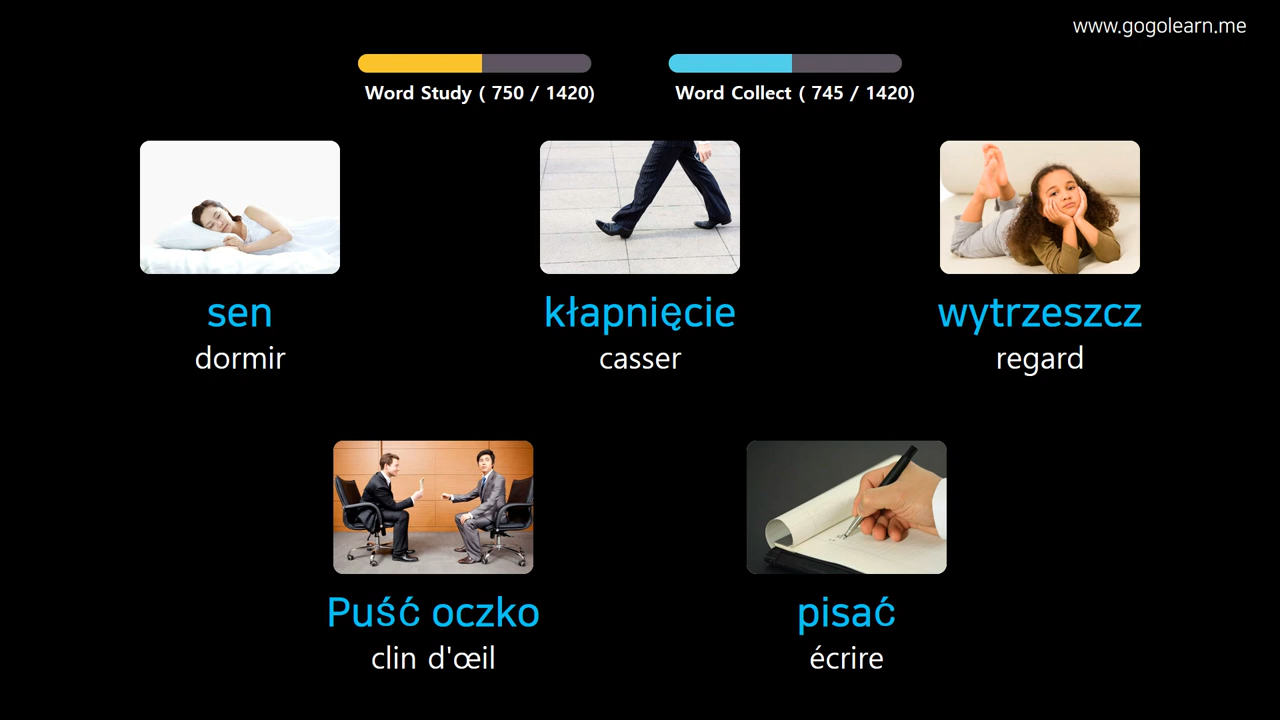 www.gogolearn.me
Word Study ( 750 / 1420)
Word Collect ( 745 / 1420)
sen
dormir
kłapnięcie
casser
wytrzeszcz
regard
Puść oczko
clin d'œil
pisać
écrire